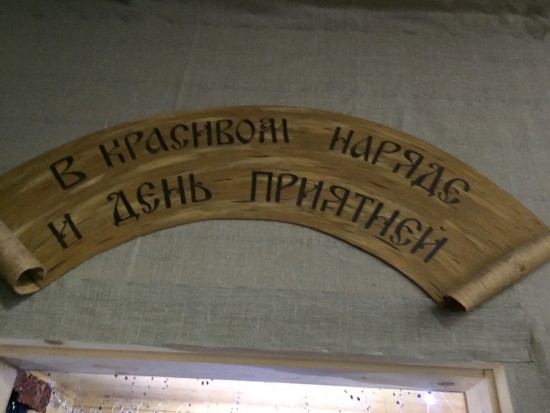 В КРАСИВОМ НАРЯДЕ
И ДЕНЬ ПРИЯТНЕЙ